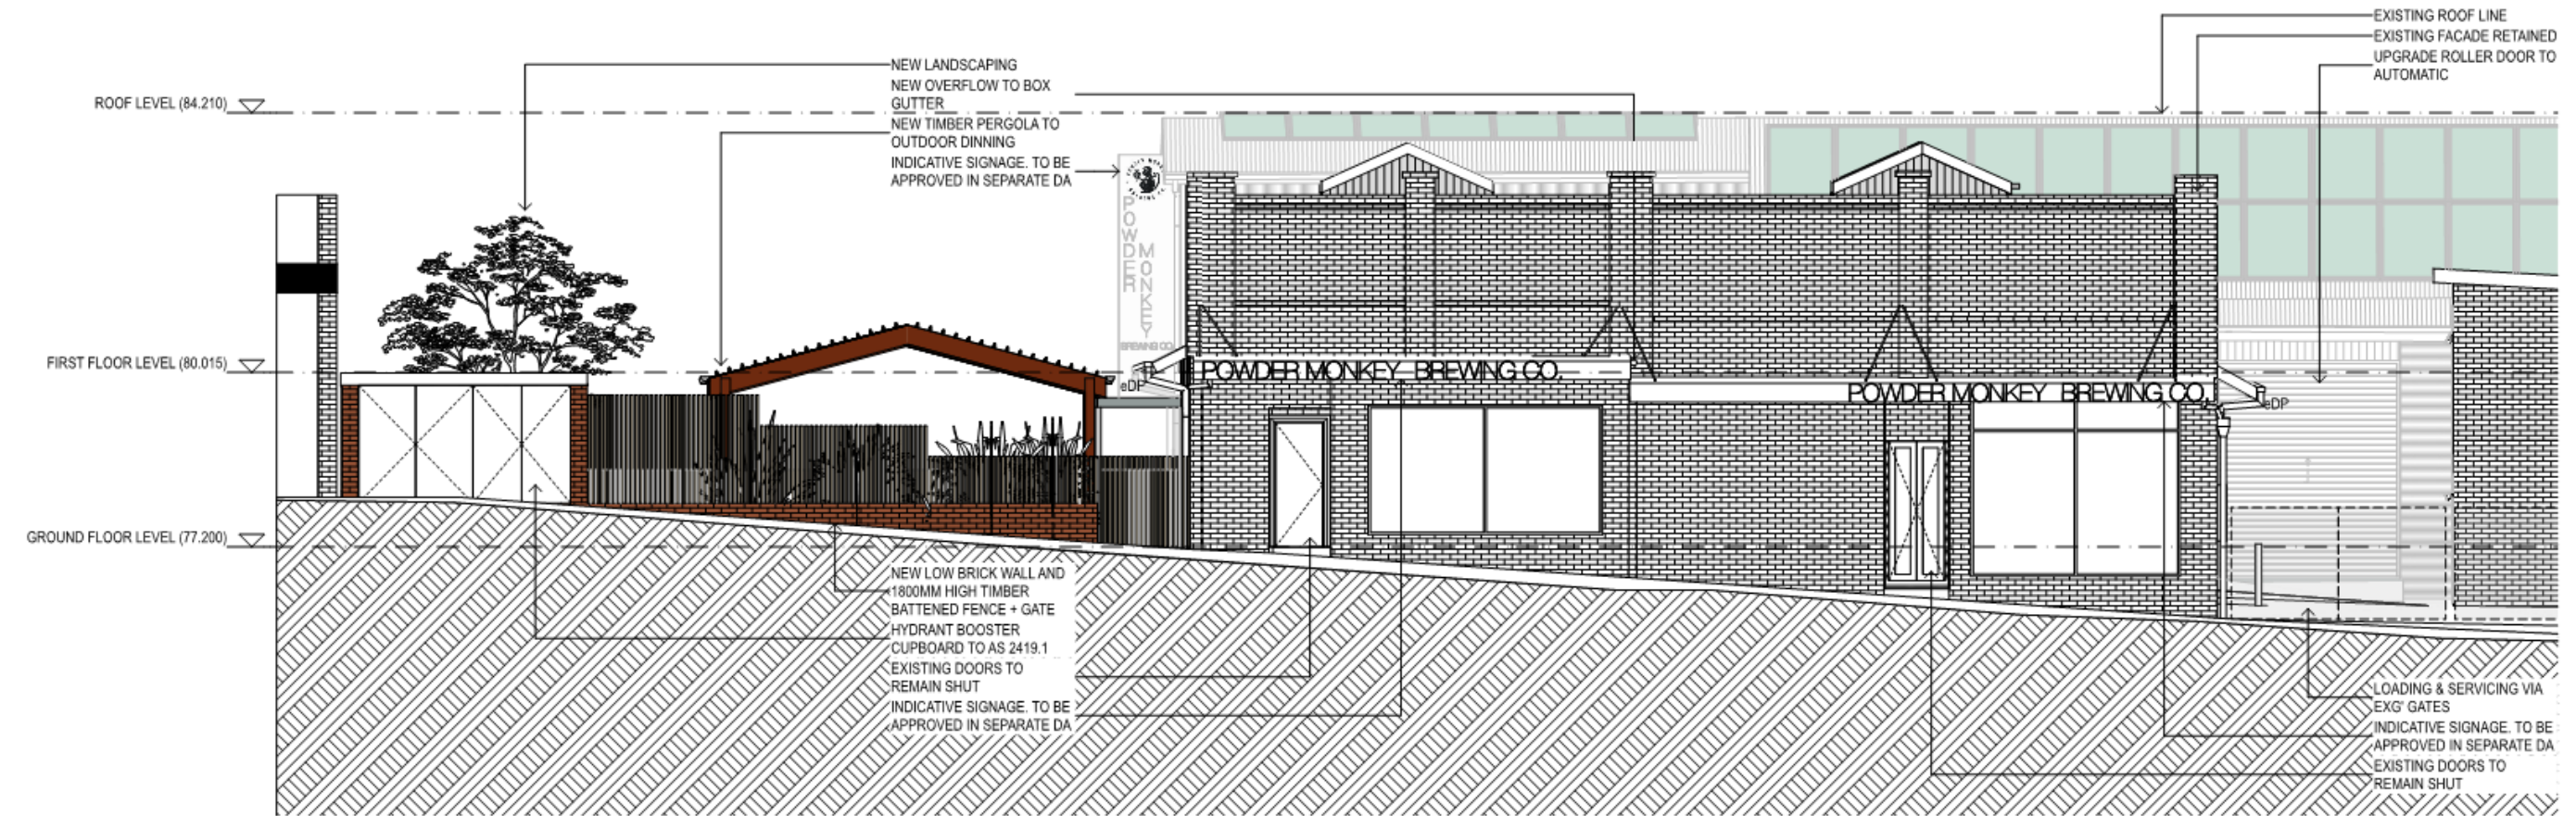 EXISTING ROOF LINE
EXISTING FACADE RETAINED
UPGRADE ROLLER DOOR TO
AUTOMATIC
NEW LANDSCAPING
NEW OVERFLOW TO BOX
GUTTER
NEW TIMBER PERGOLA TO
OUTDOOR DINNING
INDICATIVE SIGNAGE. TO BE
APPROVED IN SEPARATE DA
ROOF LEVEL (84.210)
POWDER
MONKEY
BREWING CO.
FIRST FLOOR LEVEL (80.015)
eDP
POWDER MONKEY BREWING CO.
POWDER MONKEY BREWING CO.
eDP
GROUND FLOOR LEVEL (77.200)
NEW LOW BRICK WALL AND
1800MM HIGH TIMBER
BATTENED FENCE + GATE
HYDRANT BOOSTER
CUPBOARD TO AS 2419.1
EXISTING DOORS TO
REMAIN SHUT
INDICATIVE SIGNAGE. TO BE
APPROVED IN SEPARATE DA
LOADING & SERVICING VIA
EXG' GATES
INDICATIVE SIGNAGE. TO BE
APPROVED IN SEPARATE DA
EXISTING DOORS TO
REMAIN SHUT